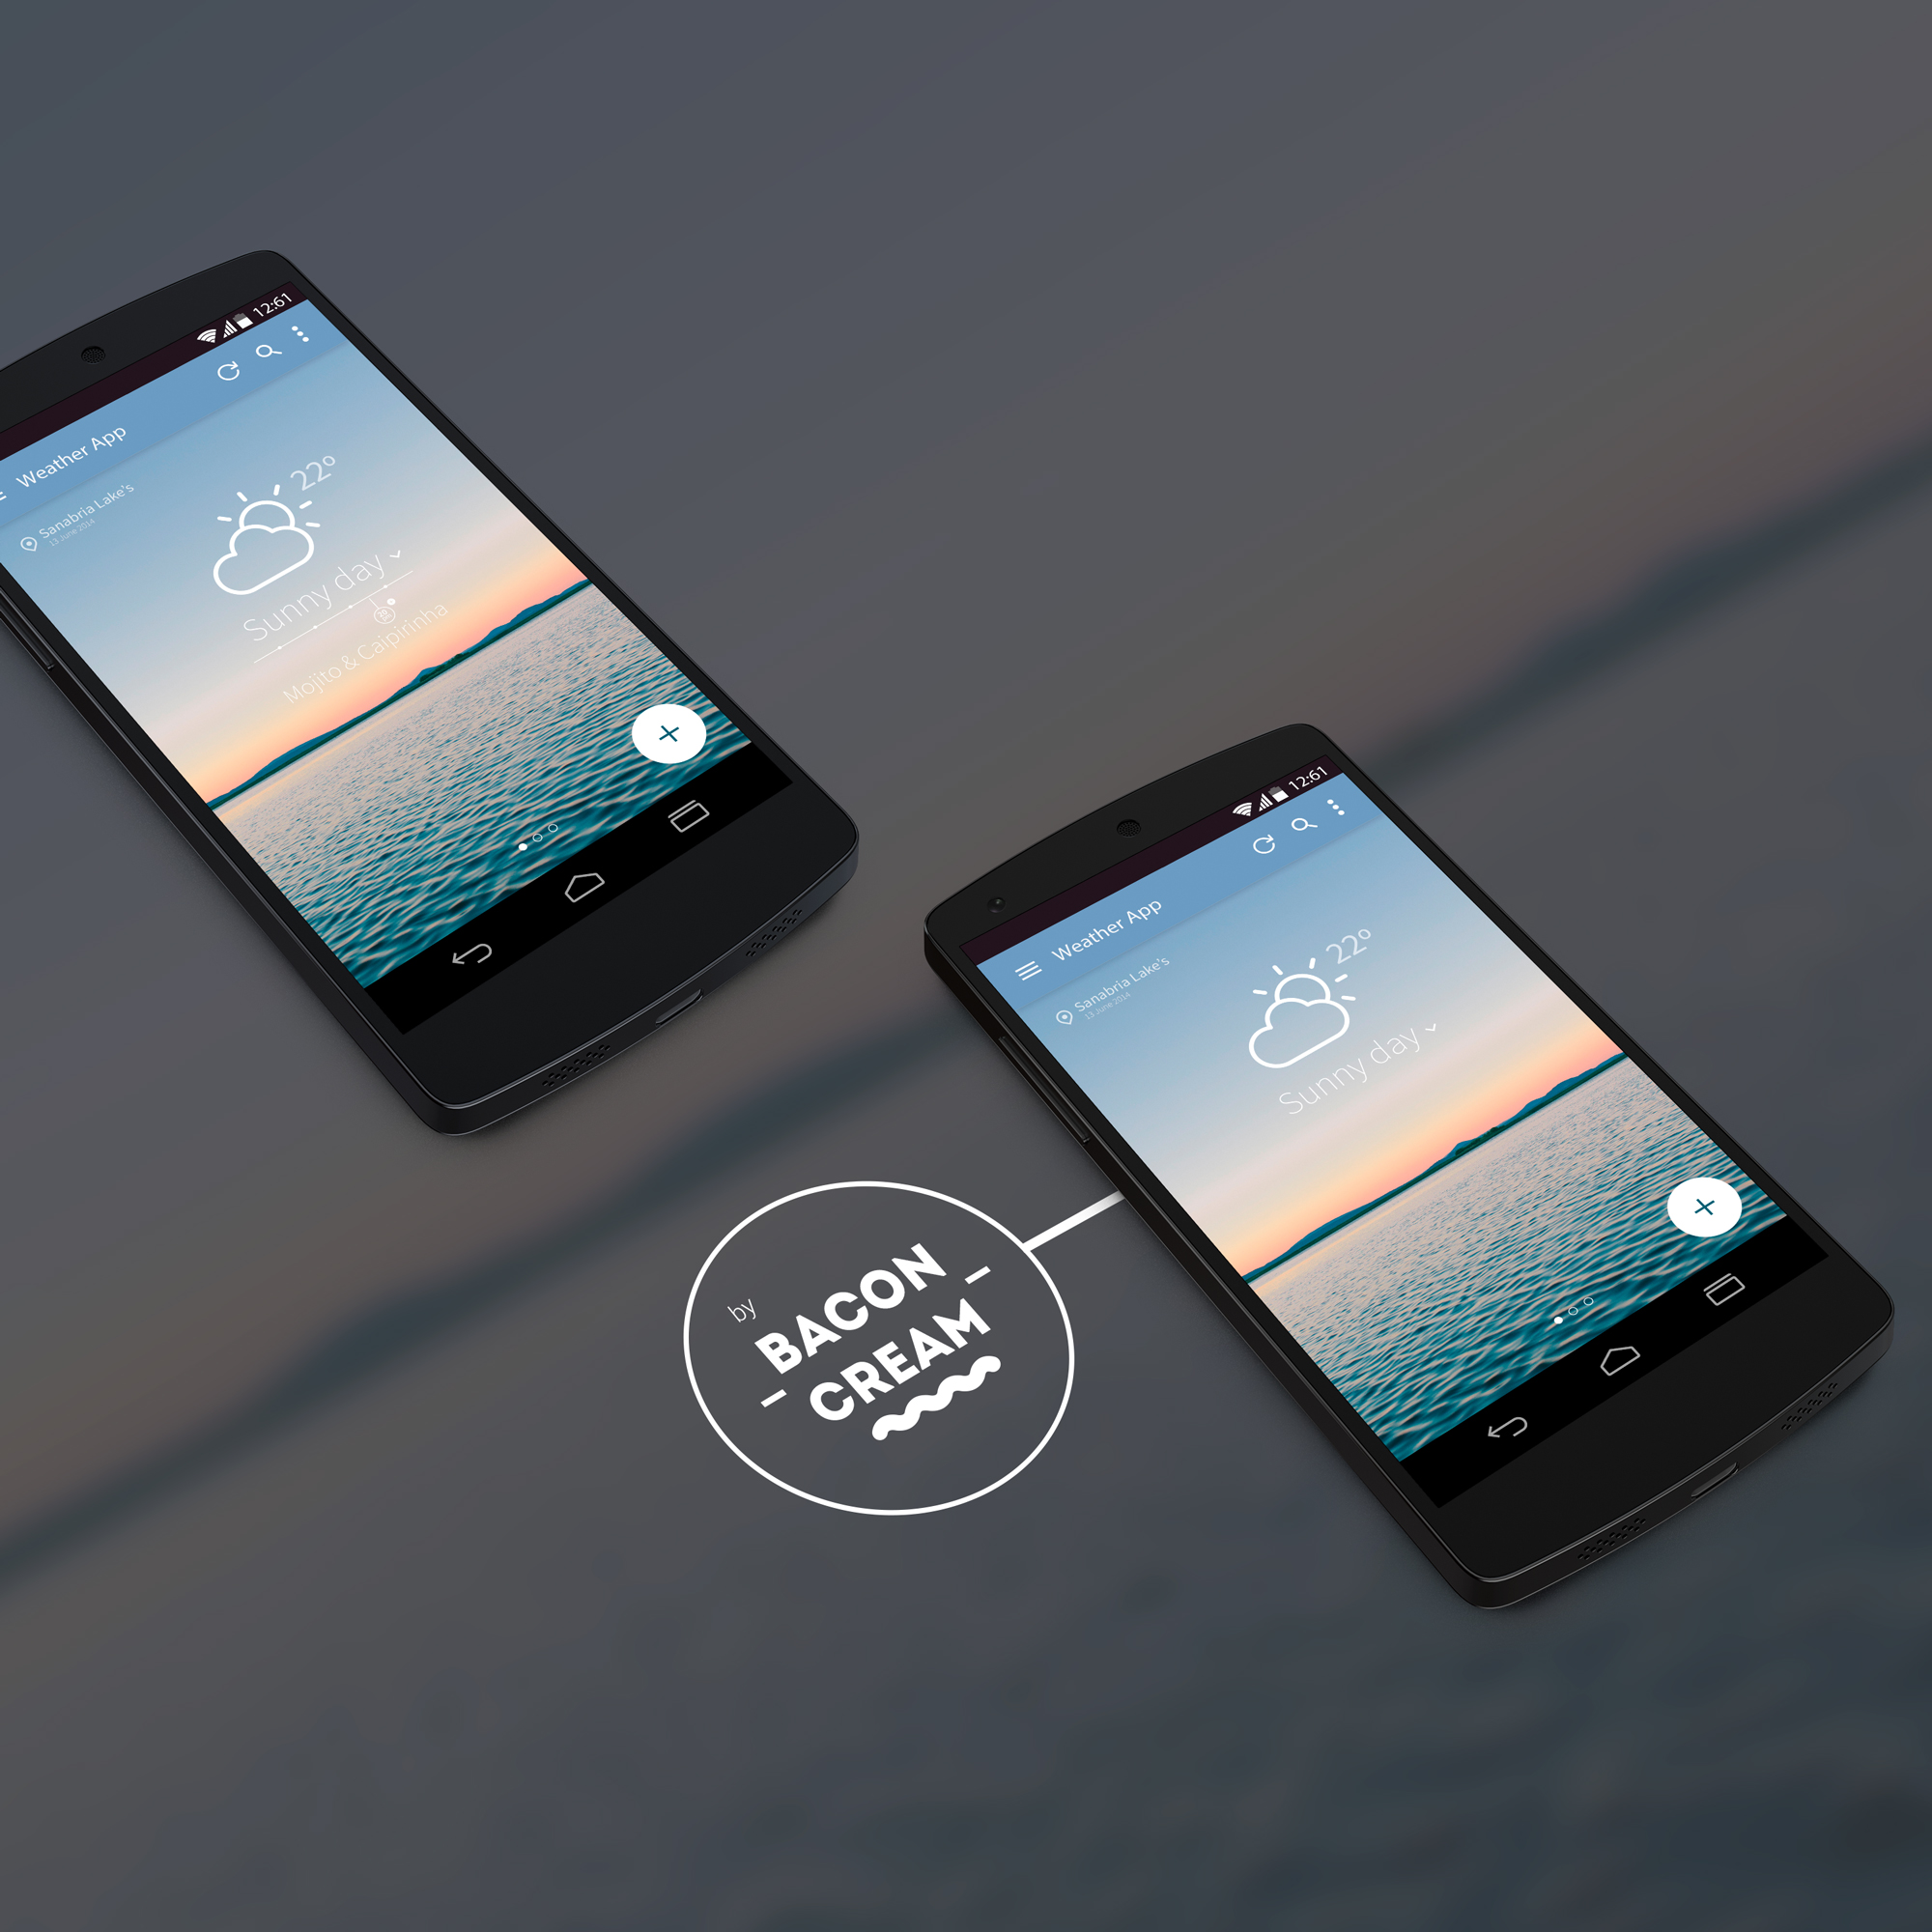 12:61
Weather App
Sanabria Lake's
13 June 2014
22º
Sunny day
Mojito & Caipirinha
12:61
Weather App
Sanabria Lake's
13 June 2014
22º
Sunny day
by
BACON
CREAM